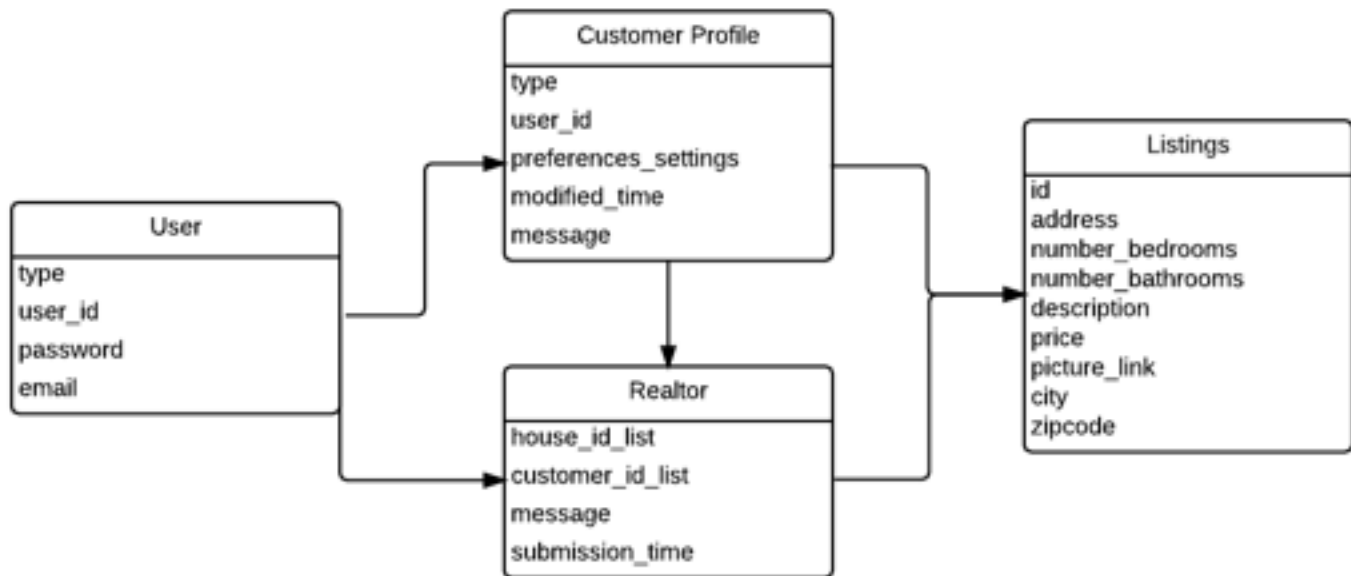 Customer Profile
type
user_id
preferences_settings
modified_time
message
User
type
user_id
password
email
Realtor
house_id_list
customer_id_list
message
submission_time
Listings
id
address
number_bedrooms
number_bathrooms
description
price
picture_link
city
zipcode